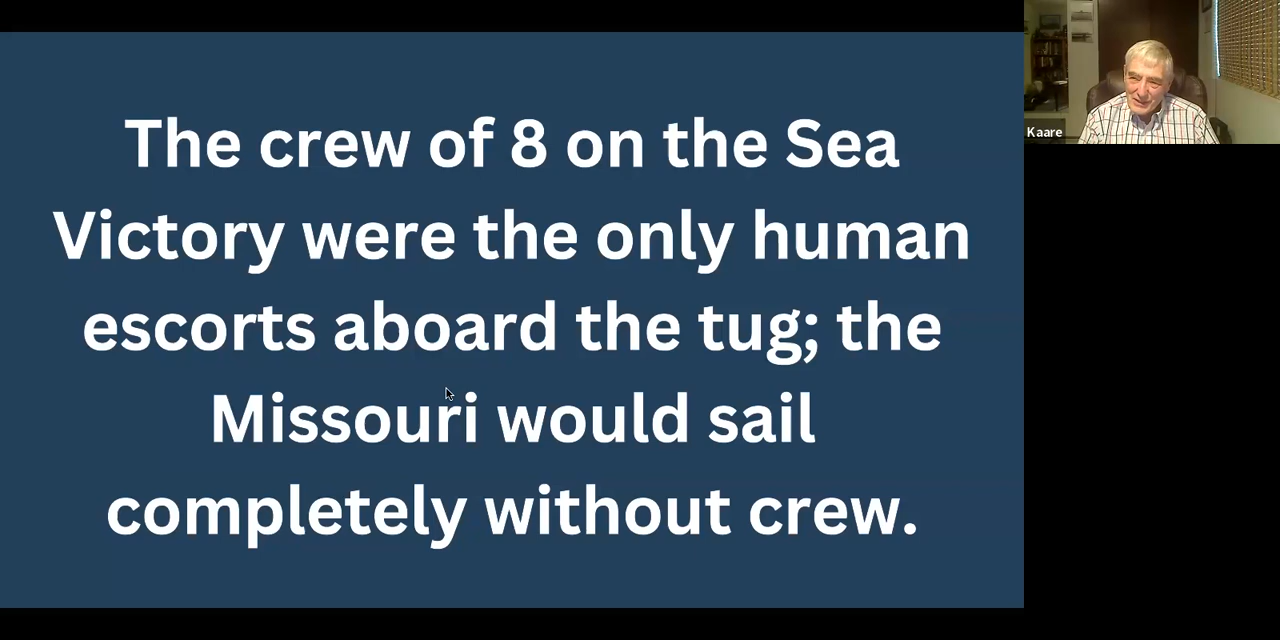 The crew of 8 on the Sea
Victory were the only human
escorts aboard the tug; the
Missouri would sail
completely without crew.
Kaare